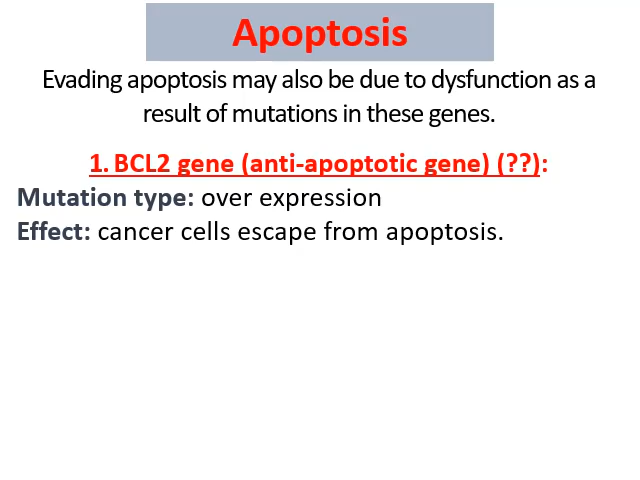 Apoptosis
Evading apoptosis may also be due to dysfunction as a
result of mutations in these genes.
1. BCL2 gene (anti-apoptotic gene) (??):
Mutation type: over expression
Effect: cancer cells escape from apoptosis.